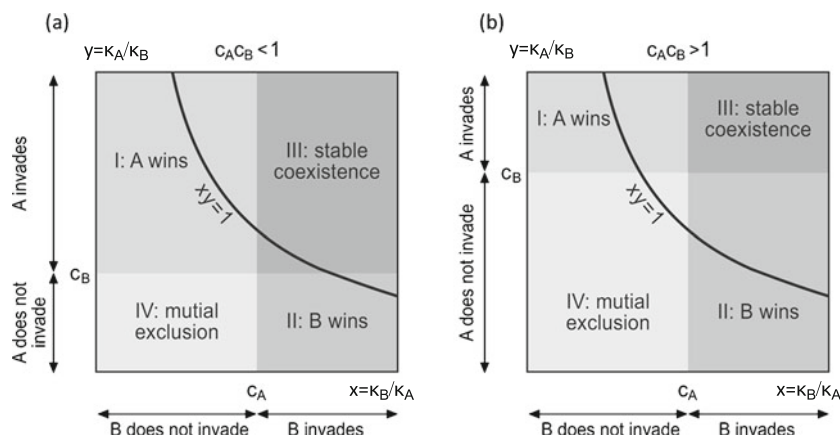 (a)
y=κA/κB
cAcB <1
A invades
A does not
invade
I: A wins
III: stable
coexistence
xy=1
cB
IV: mutial
exclusion
II: B wins
cA
x=κB/κA
B does not invade
B invades
(b)
y=κA/κB
cAcB >1
A invades
A does not invade
I: A wins
III: stable
coexistence
cB
xy=1
IV: mutial
exclusion
II: B wins
cA
x=κB/κA
B does not invade
B invades